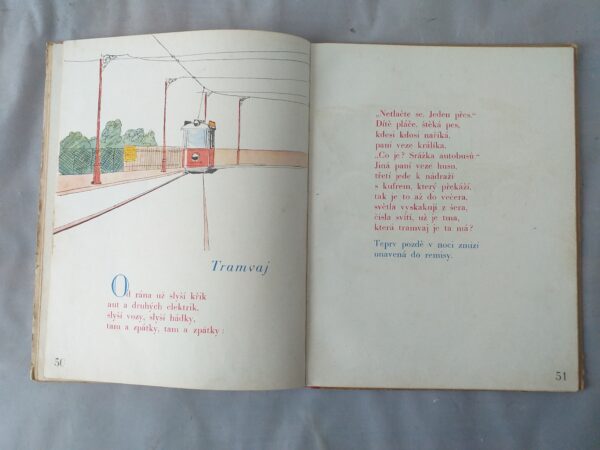 Tramvaj
Od rána už slyší křik
aut a druhých elektrik,
slyší vozy, slyší hádky,
tam a zpátky, tam a zpátky:
50
„Netlačte se. Jeden přes.“
Dítě pláče, štěká pes,
kdesi kdosi naříká,
paní veze králíka.
„Co je? Srážka autobusů.“
Jiná paní veze husu,
třetí jede k nádraží
s kufrem, který překáží,
tak je to až do večera,
světla vyskakují z šera,
čísla svítí, už je tma,
která tramvaj je ta má?
Teprv pozdě v noci zmizí
unavená do remisy.
51